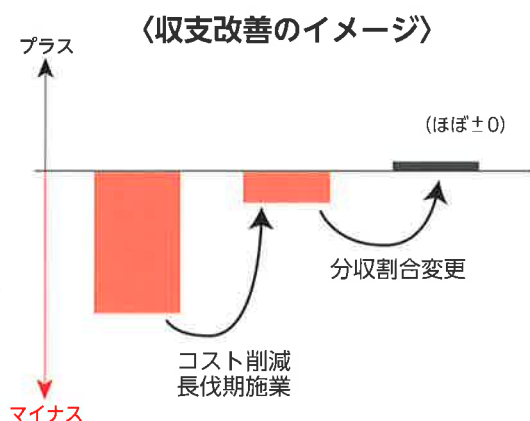 〈収支改善のイメージ〉
プラス
(ほぼ±0)
分収割合変更
コスト削減
長伐期施業
マイナス